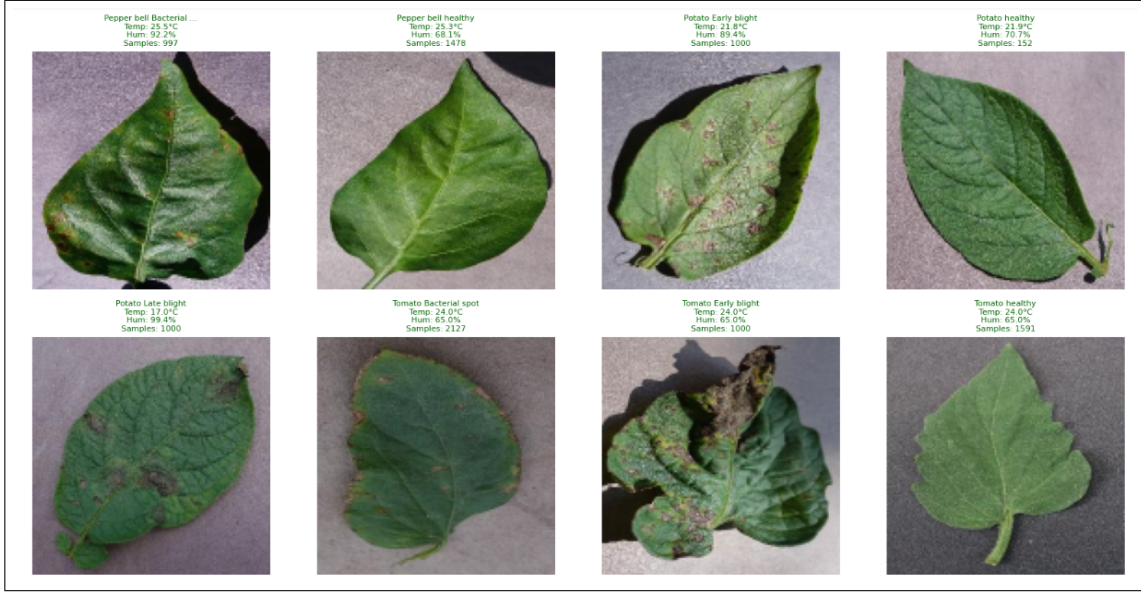 Pepper bell Bacterial ...
Temp: 25.5°C
Hum: 92.2%
Samples: 997
Pepper bell healthy
Temp: 25.3°C
Hum: 68.1%
Samples: 1478
Potato Early blight
Temp: 21.8°C
Hum: 89.4%
Samples: 1000
Potato healthy
Temp: 21.9°C
Hum: 70.7%
Samples: 152
Potato Late blight
Temp: 17.0°C
Hum: 99.4%
Samples: 1000
Tomato Bacterial spot
Temp: 24.0°C
Hum: 65.0%
Samples: 2127
Tomato Early blight
Temp: 24.0°C
Hum: 65.0%
Samples: 1000
Tomato healthy
Temp: 24.0°C
Hum: 65.0%
Samples: 1591